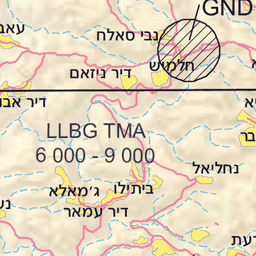 GND
נבי סאלח
חלמיש
דיר ניזאם
דיר אבו
LLBG TMA
6 000 - 9 000
נחליאל
ביתילו
ג׳מאלא
דיר עמאר